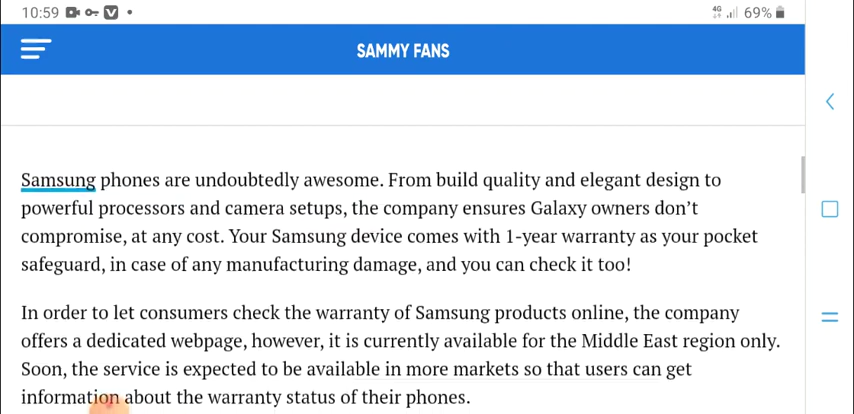 10:59
4G 69%
SAMMY FANS
Samsung phones are undoubtedly awesome. From build quality and elegant design to
powerful processors and camera setups, the company ensures Galaxy owners don’t
compromise, at any cost. Your Samsung device comes with 1-year warranty as your pocket
safeguard, in case of any manufacturing damage, and you can check it too!
In order to let consumers check the warranty of Samsung products online, the company
offers a dedicated webpage, however, it is currently available for the Middle East region only.
Soon, the service is expected to be available in more markets so that users can get
information about the warranty status of their phones.